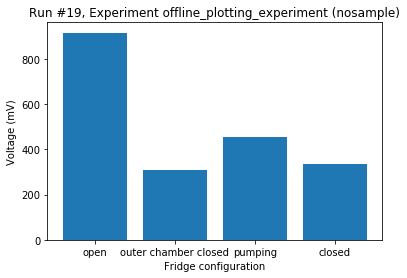 Run #19, Experiment offline_plotting_experiment (nosample)
Voltage (mV)
800
600
400
200
0
open
outer chamber closed
pumping
closed
Fridge configuration